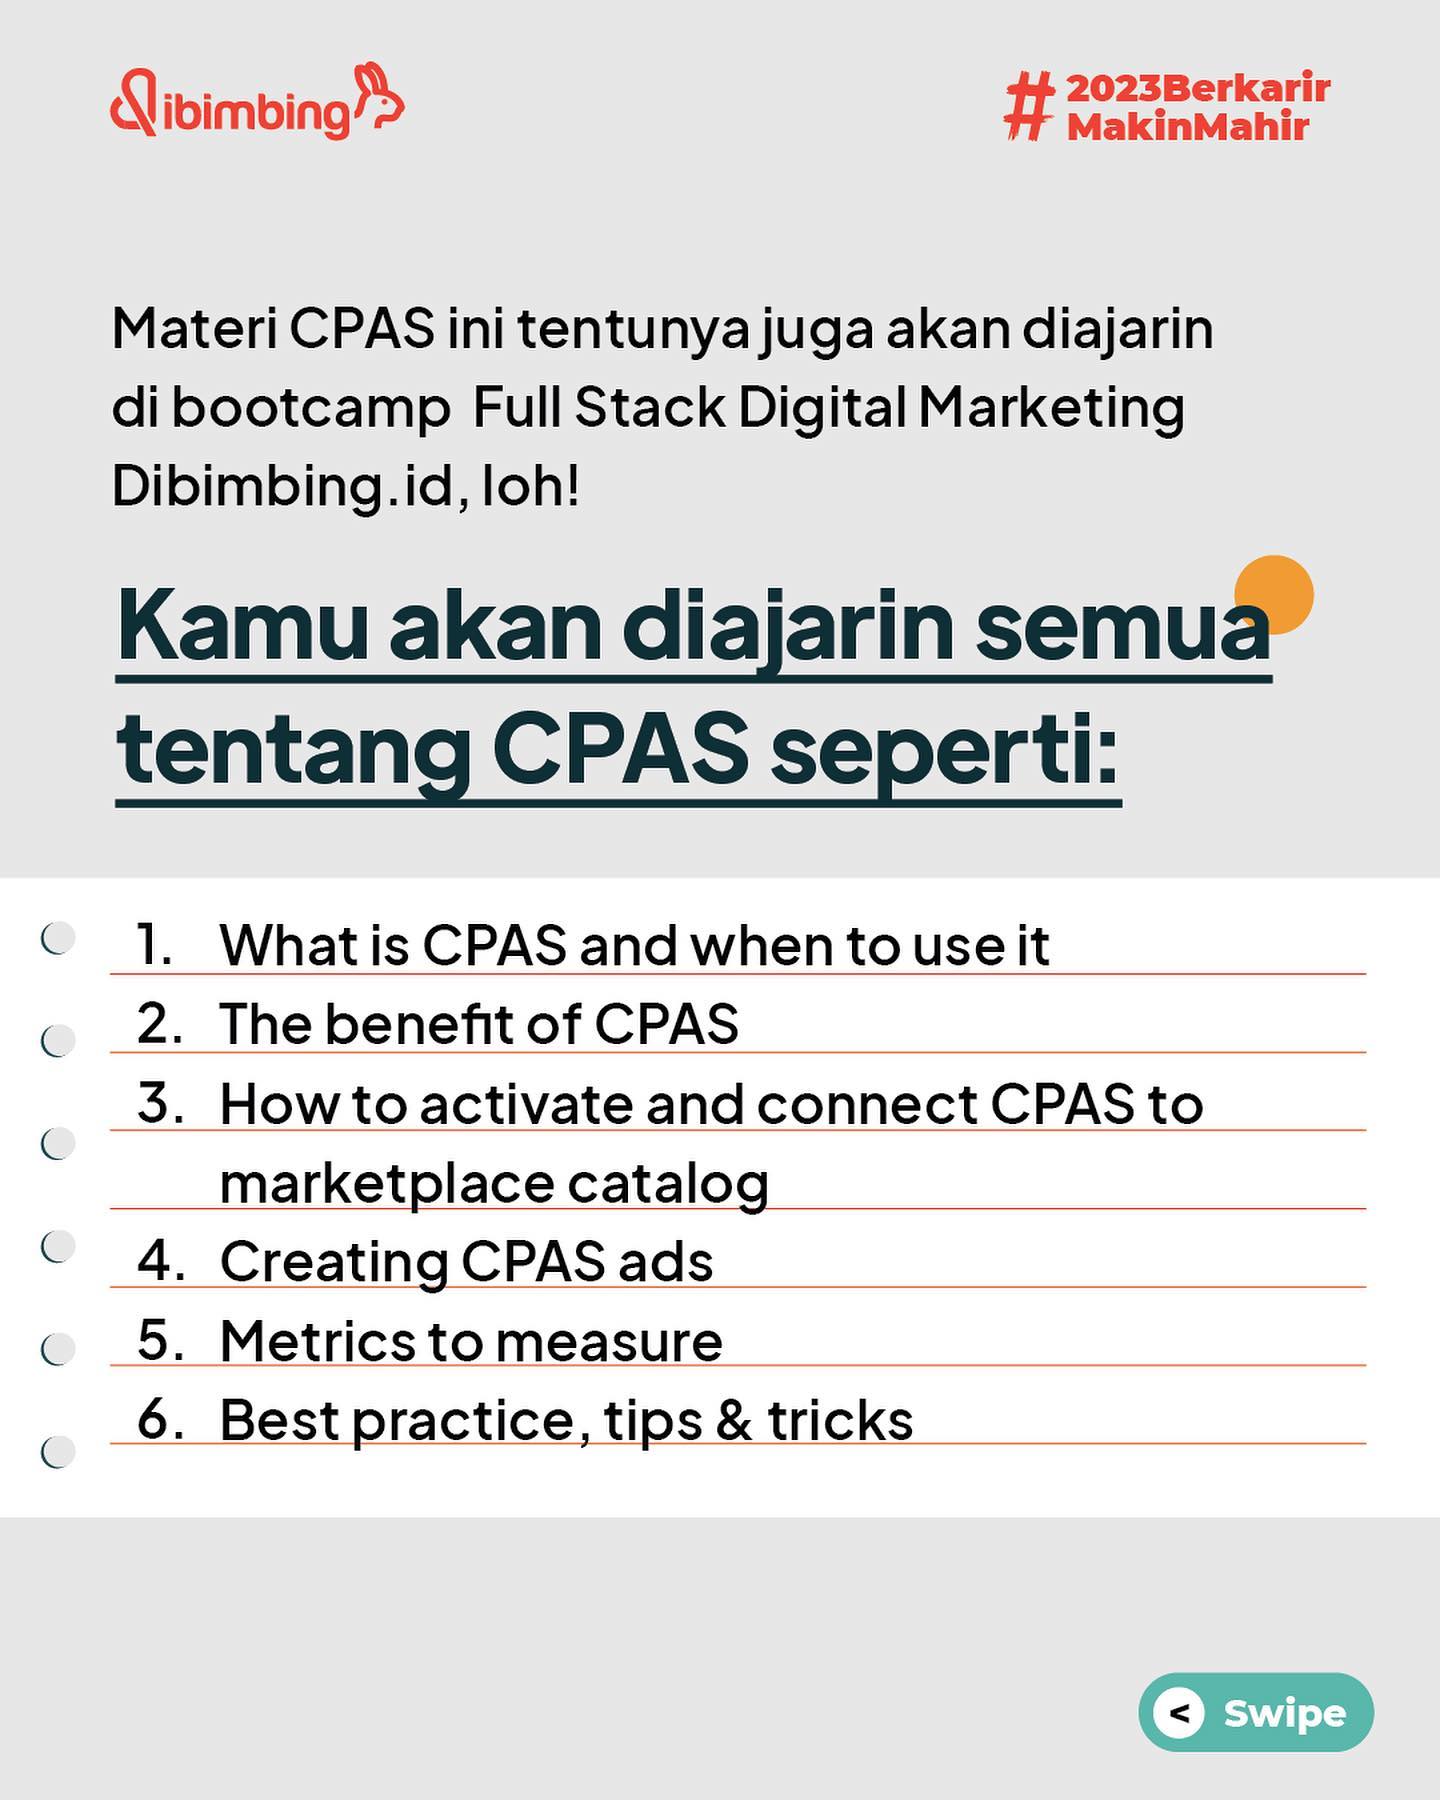 Dibimbing
#2023Berkarir
MakinMahir
Materi CPAS ini tentunya juga akan diajarin
di bootcamp Full Stack Digital Marketing
Dibimbing.id, loh!
Kamu akan diajarin semua
tentang CPAS seperti:
1. What is CPAS and when to use it
2. The benefit of CPAS
3. How to activate and connect CPAS to
marketplace catalog
4. Creating CPAS ads
5. Metrics to measure
6. Best practice, tips & tricks
< Swipe